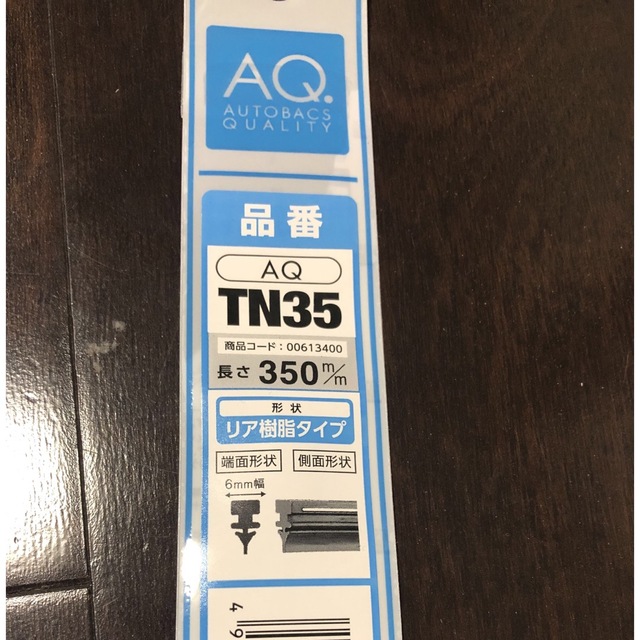 AQ.
AUTOBACS
QUALITY
品番
AQ
TN35
商品コード:00613400
長さ 350m/m
形状
リア樹脂タイプ
端面形状 側面形状
6mm幅
49